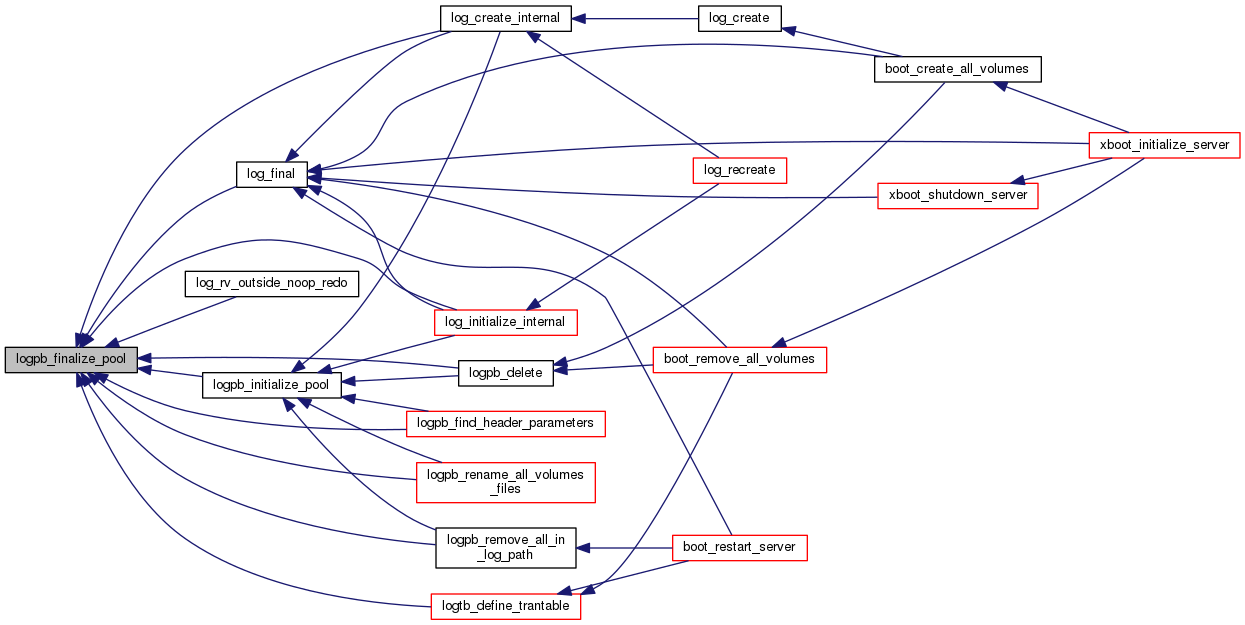 log_create_internal
log_create
boot_create_all_volumes
xboot_initialize_server
log_final
log_recreate
xboot_shutdown_server
log_rv_outside_noop_redo
log_initialize_internal
logpb_finalize_pool
boot_remove_all_volumes
logpb_delete
logpb_initialize_pool
logpb_find_header_parameters
logpb_rename_all_volumes
_files
logpb_remove_all_in
_log_path
boot_restart_server
logtb_define_trantable